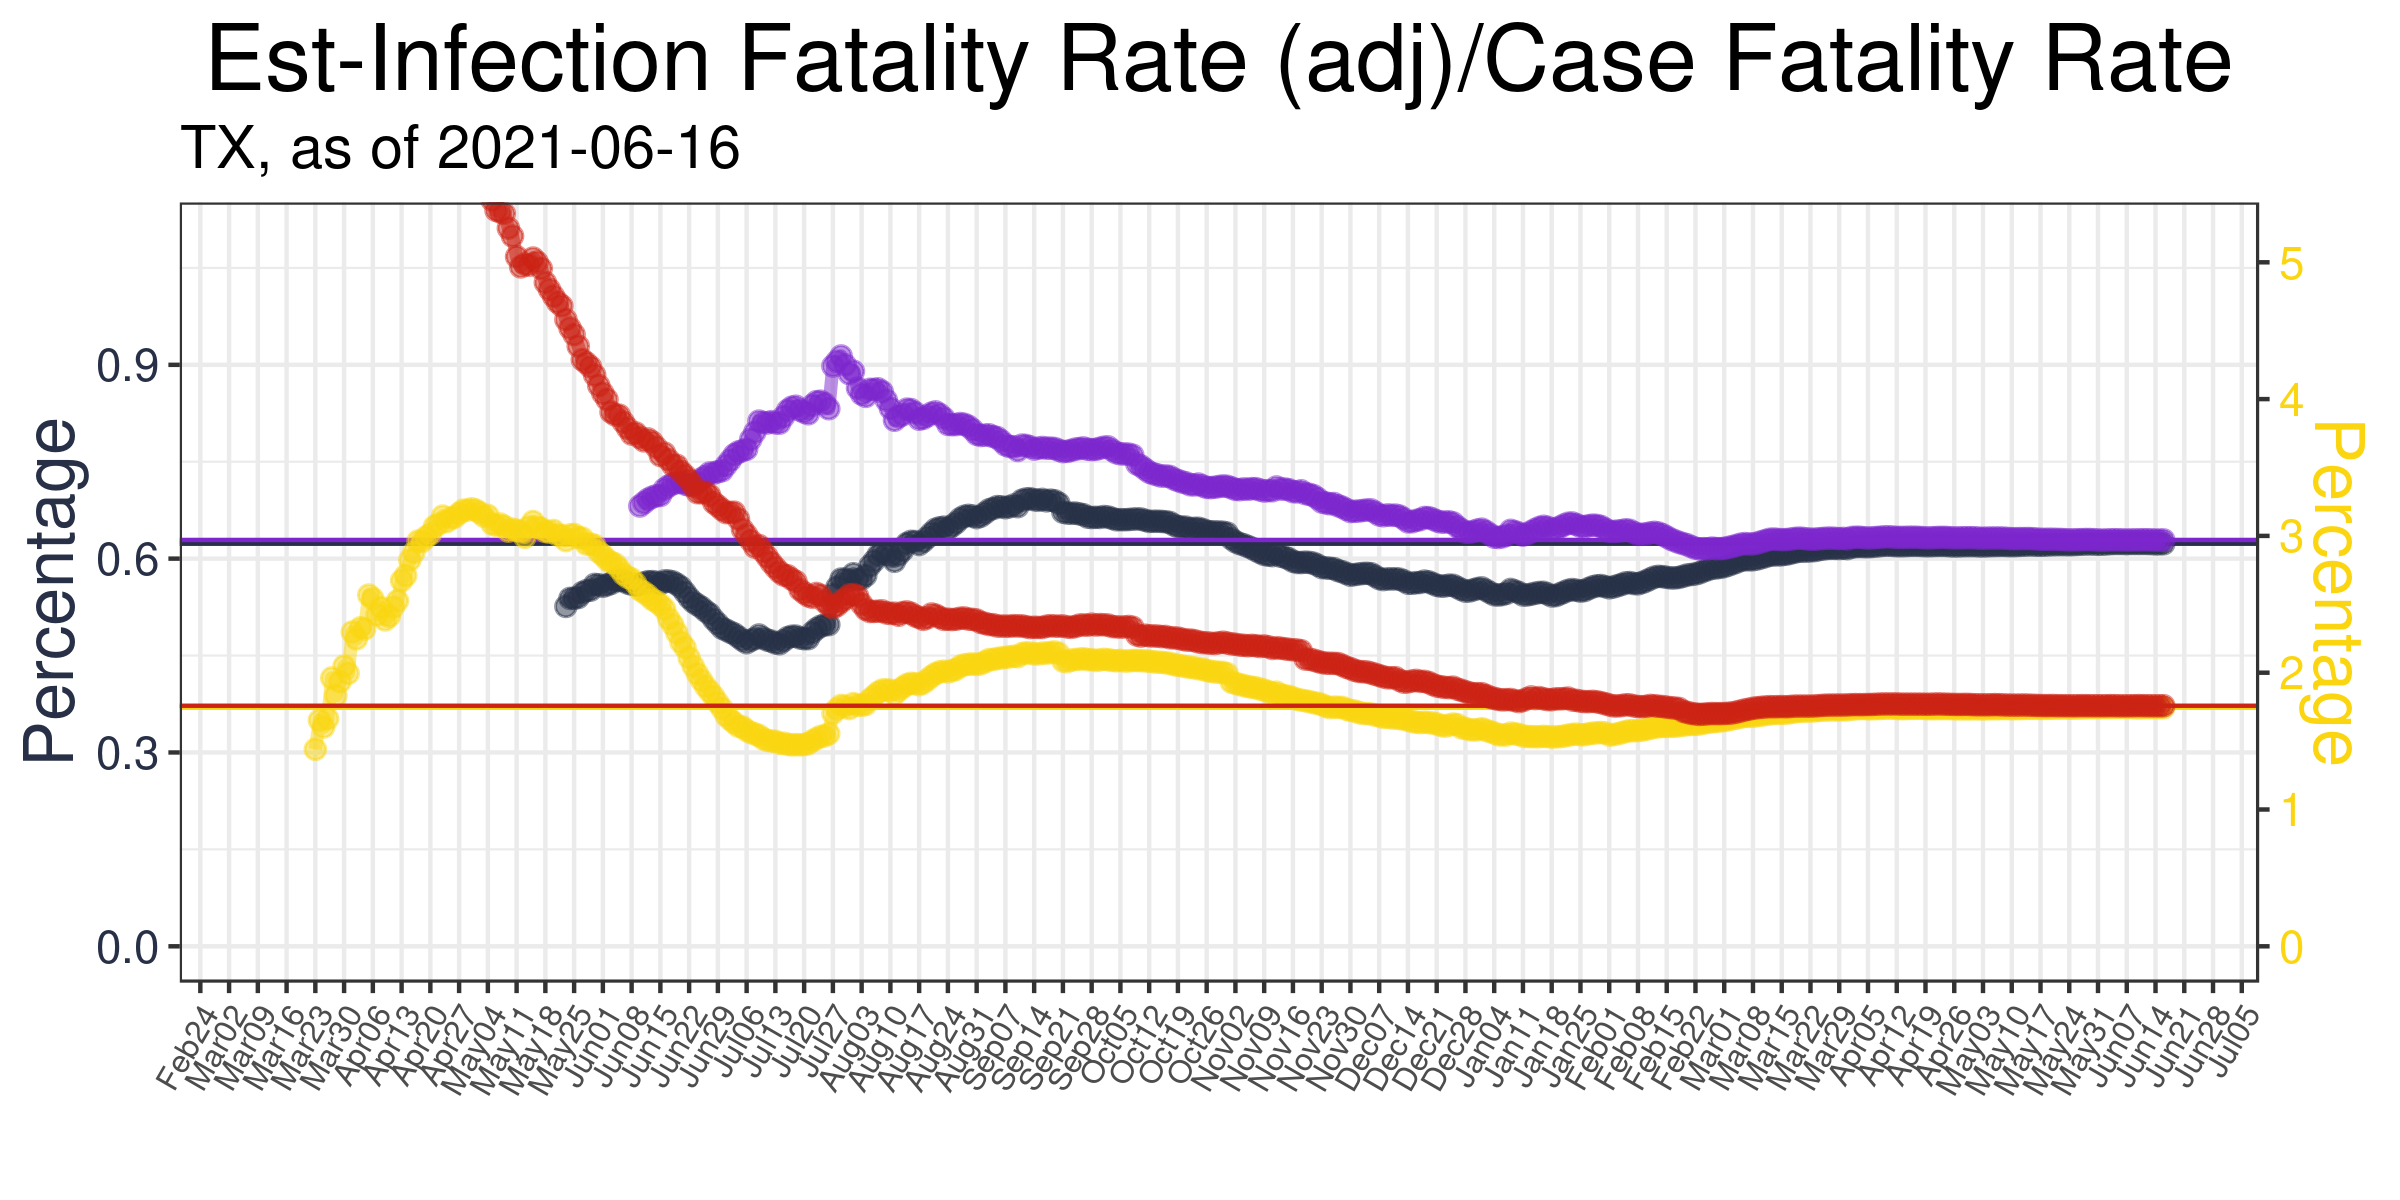 Est-Infection Fatality Rate (adj)/Case Fatality Rate
TX, as of 2021-06-16
Percentage
0.9
0.6
0.3
0.0
5
4
3
2
1
0
Percentage
Feb24
Mar02
Mar09
Mar16
Mar23
Mar30
Apr06
Apr13
Apr20
Apr27
May04
May11
May18
May25
Jun01
Jun08
Jun15
Jun22
Jun29
Jul06
Jul13
Jul20
Jul27
Aug03
Aug10
Aug17
Aug24
Aug31
Sep07
Sep14
Sep21
Sep28
Oct05
Oct12
Oct19
Oct26
Nov02
Nov09
Nov16
Nov23
Nov30
Dec07
Dec14
Dec21
Dec28
Jan04
Jan11
Jan18
Jan25
Feb01
Feb08
Feb15
Feb22
Mar01
Mar08
Mar15
Mar22
Mar29
Apr05
Apr12
Apr19
Apr26
May03
May10
May17
May24
May31
Jun07
Jun14
Jun21
Jun28
Jul05